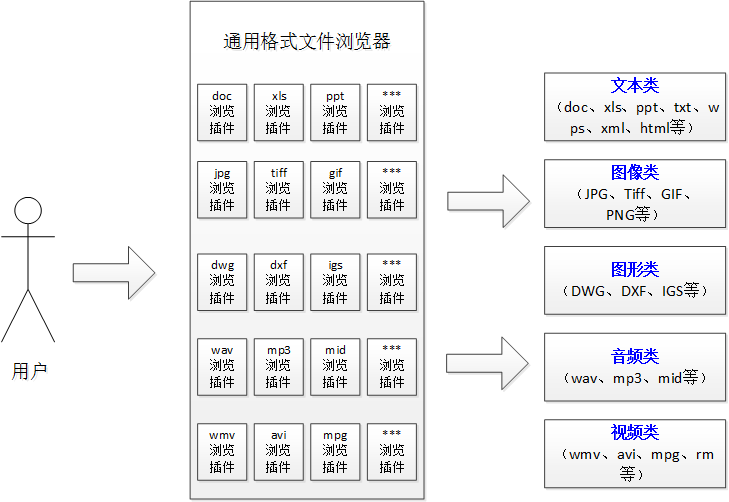 通用格式文件浏览器
doc
浏览
插件
xls
浏览
插件
ppt
浏览
插件
***
浏览
插件
jpg
浏览
插件
tiff
浏览
插件
gif
浏览
插件
***
浏览
插件
dwg
浏览
插件
dxf
浏览
插件
igs
浏览
插件
***
浏览
插件
wav
浏览
插件
mp3
浏览
插件
mid
浏览
插件
***
浏览
插件
wmv
浏览
插件
avi
浏览
插件
mpg
浏览
插件
***
浏览
插件
用户
文本类
（doc、xls、ppt、txt、w
ps、xml、html等）
图像类
（JPG、Tiff、GIF、
PNG等）
图形类
（DWG、DXF、IGS等）
音频类
（wav、mp3、mid等）
视频类
（wmv、avi、mpg、rm
等）